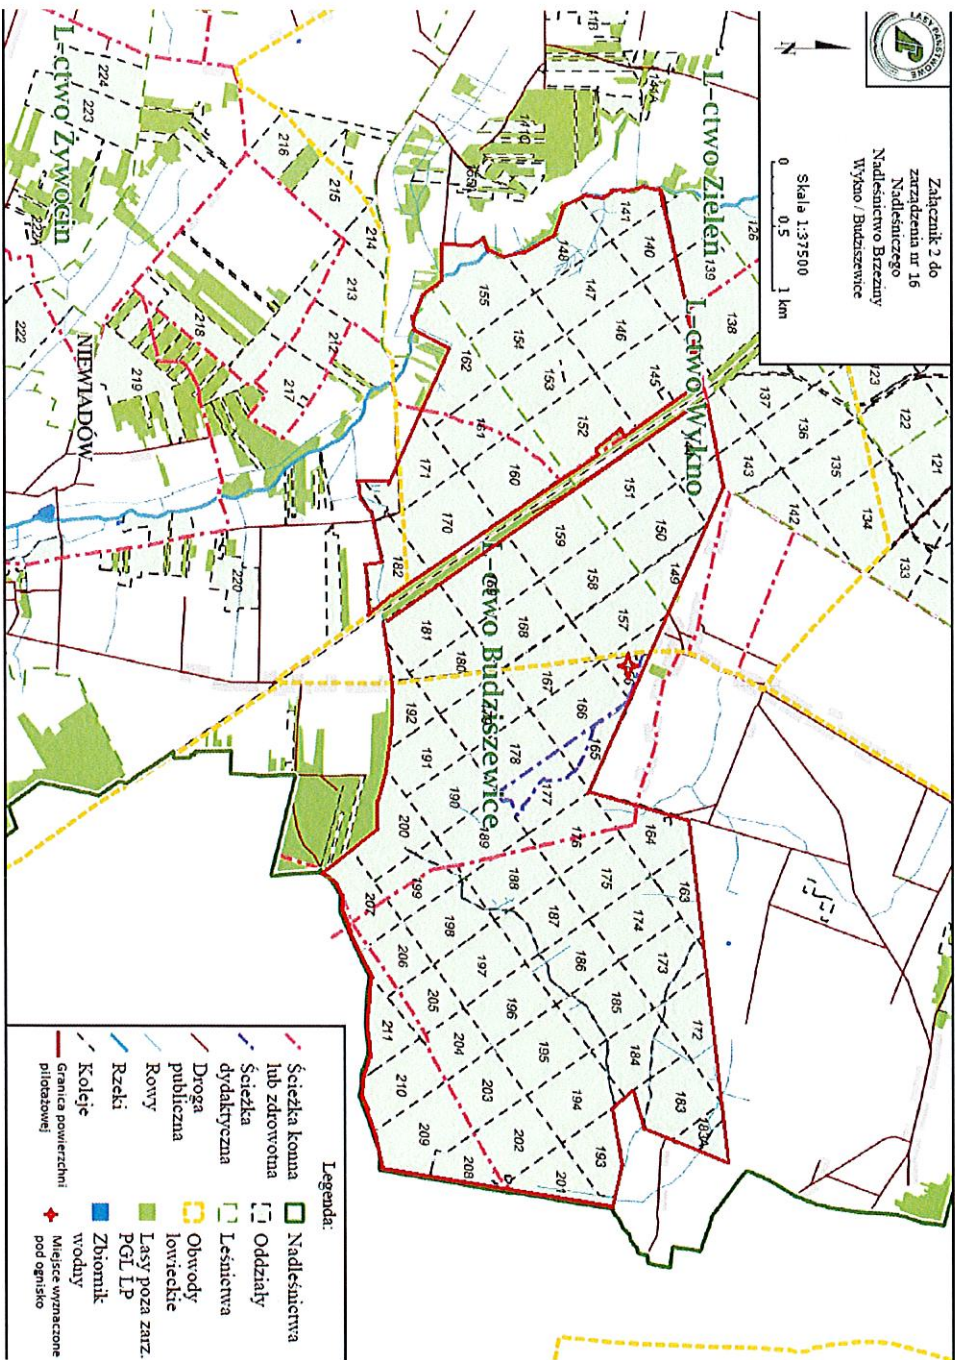 LASY PAŃSTWOWE
Załącznik 2 do
zarządzenia nr 16
Nadleśniczego
Nadleśnictwo Brzeziny
Wykno / Budziszewice
N
Skala 1:37500
0 0,5 1 km
L-ctwo Zieleń
L-ctwo Wykno
L-ctwo Budziszewice
L-ctwo Żywocin
NIEWIADÓW
121
122
123
126
133
134
135
136
137
138
139
140
141
142
143
144A
145
146
147
148
149
150
151
152
153
154
155
157
158
159
160
161
162
163
164
165
166
167
168
170
171
172
173
174
175
176
177
178
180
181
182
183
183A
184
185
186
187
188
189
190
191
192
193
194
195
196
197
198
199
200
201
202
203
204
205
206
207
208
209
210
211
212
213
214
215
216
217
218
219
220
222
222A
223
224
Legenda:
Ścieżka konna
lub zdrowotna
Ścieżka
dydaktyczna
Droga
publiczna
Rowy
Rzeki
Koleje
Granica powierzchni
pilotażowej
Nadleśnictwa
Oddziały
Leśnictwa
Obwody
łowieckie
Lasy poza zarz.
PGL LP
Zbiornik
wodny
Miejsce wyznaczone
pod ognisko